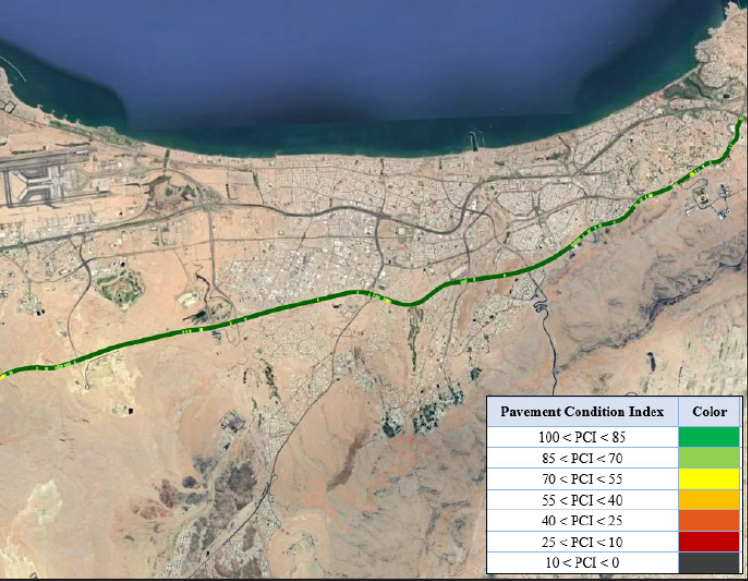 Pavement Condition Index Color
100 < PCI < 85
85 < PCI < 70
70 < PCI < 55
55 < PCI < 40
40 < PCI < 25
25 < PCI < 10
10 < PCI < 0